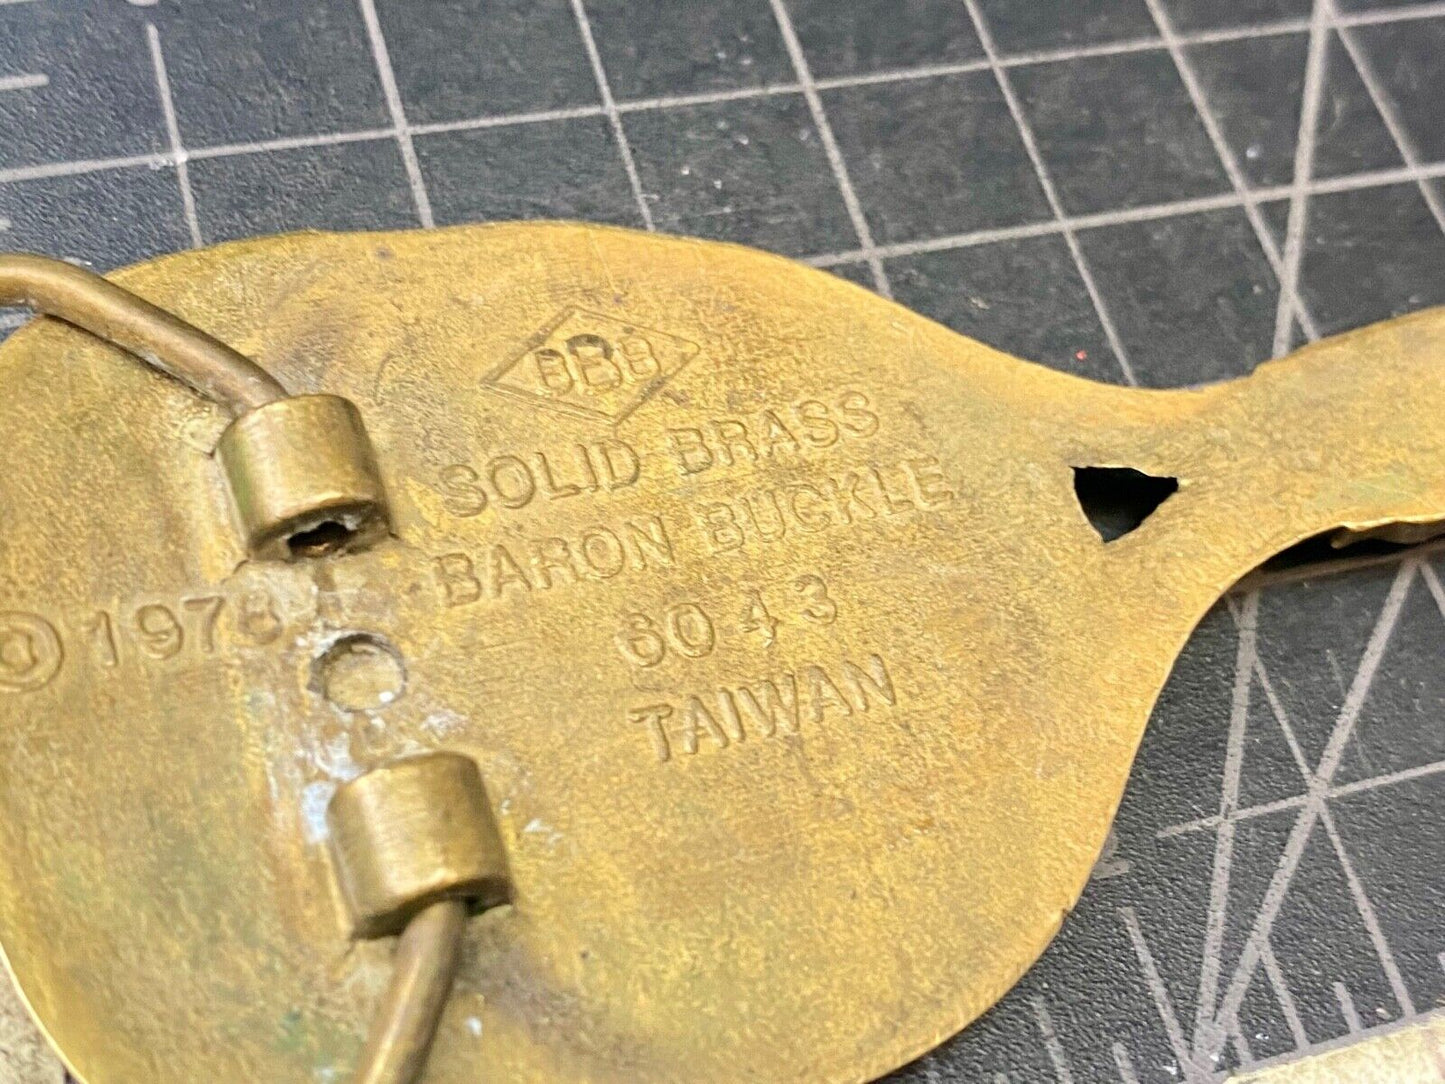 BBB
SOLID BRASS
BARON BUCKLE
© 1978
6043
TAIWAN